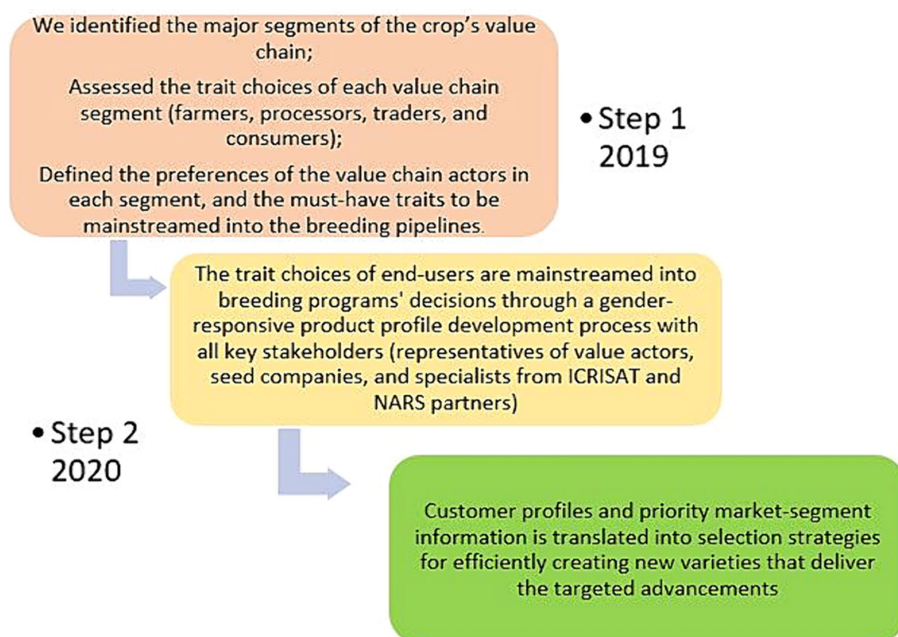 We identified the major segments of the crop's value
chain;
Assessed the trait choices of each value chain
segment (farmers, processors, traders, and
consumers);
Defined the preferences of the value chain actors in
each segment, and the must-have traits to be
mainstreamed into the breeding pipelines.
• Step 1
2019
The trait choices of end-users are mainstreamed into
breeding programs' decisions through a gender-
responsive product profile development process with
all key stakeholders (representatives of value actors,
seed companies, and specialists from ICRISAT and
NARS partners)
• Step 2
2020
Customer profiles and priority market-segment
information is translated into selection strategies
for efficiently creating new varieties that deliver
the targeted advancements